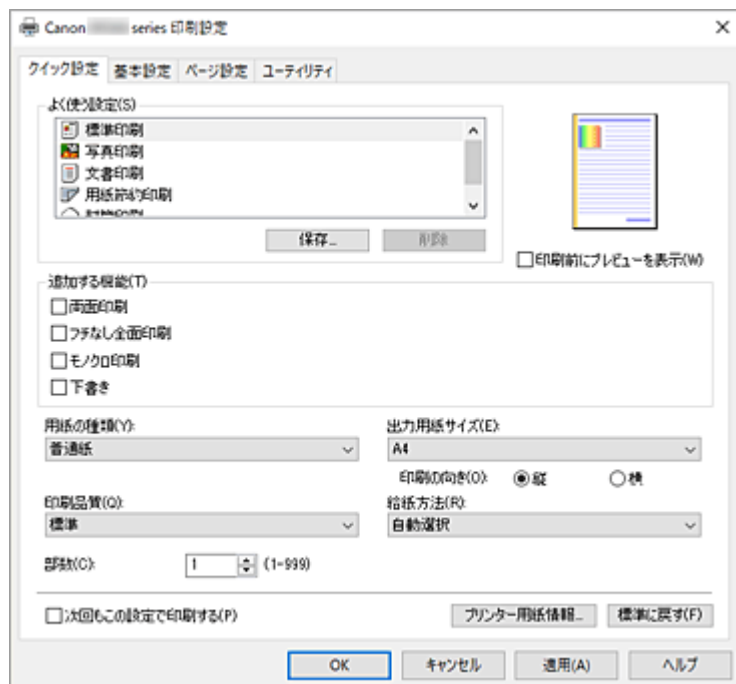 Canon series 印刷設定
クイック設定 基本設定 ページ設定 ユーティリティ
よく使う設定(S)
標準印刷
写真印刷
文書印刷
用紙節約印刷
保存...
削除
印刷前にプレビューを表示(W)
追加する機能(T)
両面印刷
フチなし全面印刷
モノクロ印刷
下書き
用紙の種類(Y):
普通紙
出力用紙サイズ(E):
A4
印刷の向き(O): 縦 横
印刷品質(Q):
標準
給紙方法(R):
自動選択
部数(C): 1 (1-999)
次回もこの設定で印刷する(P)
プリンター用紙情報... 標準に戻す(F)
OK キャンセル 適用(A) ヘルプ